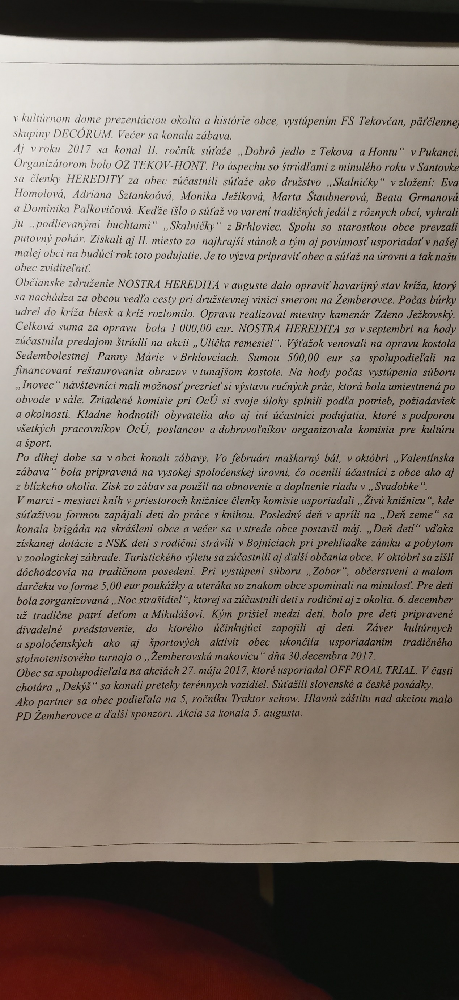 v kultúrnom dome prezentáciou okolia a histórie obce, vystúpením FS Tekovčan, päťčlennej
skupiny DECÓRUM. Večer sa konala zábava.
Aj v roku 2017 sa konal II. ročník súťaže „Dobrô jedlo z Tekova a Hontu“ v Pukanci.
Organizátorom bolo OZ TEKOV-HONT. Po úspechu so štrúdľami z minulého roku v Santovke
sa členky HEREDITY za obec zúčastnili súťaže ako družstvo „Skalničky“ v zložení: Eva
Homolová, Adriana Sztankoóvá, Monika Ježíková, Marta Štaubnerová, Beata Grmanová
a Dominika Palkovičová. Keďže išlo o súťaž vo varení tradičných jedál z rôznych obcí, vyhrali
ju „podlievanými buchtami“ „Skalničky“ z Brhloviec. Spolu so starostkou obce prevzali
putovný pohár. Získali aj II. miesto za najkrajší stánok a tým aj povinnosť usporiadať v našej
malej obci na budúci rok toto podujatie. Je to výzva pripraviť obec a súťaž na úrovni a tak našu
obec zviditeľniť.
Občianske združenie NOSTRA HEREDITA v auguste dalo opraviť havarijný stav kríža, ktorý
sa nachádza za obcou vedľa cesty pri družstevnej vinici smerom na Žemberovce. Počas búrky
udrel do kríža blesk a kríž rozlomilo. Opravu realizoval miestny kamenár Zdeno Ježkovský.
Celková suma za opravu bola 1 000,00 eur. NOSTRA HEREDITA sa v septembri na hody
zúčastnila predajom štrúdlí na akcii „Ulička remesiel“. Výťažok venovali na opravu kostola
Sedembolestnej Panny Márie v Brhlovciach. Sumou 500,00 eur sa spolupodieľali na
financovaní reštaurovania obrazov v tunajšom kostole. Na hody počas vystúpenia súboru
„Inovec“ návštevníci mali možnosť prezrieť si výstavu ručných prác, ktorá bola umiestnená po
obvode v sále. Zriadené komisie pri OcÚ si svoje úlohy splnili podľa potrieb, požiadaviek
a okolností. Kladne hodnotili obyvatelia ako aj iní účastníci podujatia, ktoré s podporou
všetkých pracovníkov OcÚ, poslancov a dobrovoľníkov organizovala komisia pre kultúru
a šport.
Po dlhej dobe sa v obci konali zábavy. Vo februári maškarný bál, v októbri „Valentínska
zábava“ bola pripravená na vysokej spoločenskej úrovni, čo ocenili účastníci z obce ako aj
z blízkeho okolia. Zisk zo zábav sa použil na obnovenie a doplnenie riadu v „Svadobke“.
V marci - mesiaci kníh v priestoroch knižnice členky komisie usporiadali „Živú knižnicu“, kde
súťaživou formou zapájali deti do práce s knihou. Posledný deň v apríli na „Deň zeme“ sa
konala brigáda na skrášlení obce a večer sa v strede obce postavil máj. „Deň detí“ vďaka
získanej dotácie z NSK deti s rodičmi strávili v Bojniciach pri prehliadke zámku a pobytom
v zoologickej záhrade. Turistického výletu sa zúčastnili aj ďalší občania obce. V októbri sa zišli
dôchodcovia na tradičnom posedení. Pri vystúpení súboru „Zobor“, občerstvení a malom
darčeku vo forme 5,00 eur poukážky a uteráka so znakom obce spomínali na minulosť. Pre deti
bola zorganizovaná „Noc strašidiel“, ktorej sa zúčastnili deti s rodičmi aj z okolia. 6. december
už tradične patrí deťom a Mikulášovi. Kým prišiel medzi deti, bolo pre deti pripravené
divadelné predstavenie, do ktorého účinkujúci zapojili aj deti. Záver kultúrnych
a spoločenských ako aj športových aktivít obec ukončila usporiadaním tradičného
stolnotenisového turnaja o „Žemberovskú makovicu“ dňa 30.decembra 2017.
Obec sa spolupodieľala na akciách 27. mája 2017, ktoré usporiadal OFF ROAL TRIAL. V časti
chotára „Dekýš“ sa konali preteky terénnych vozidiel. Súťažili slovenské a české posádky.
Ako partner sa obec podieľala na 5, ročníku Traktor schow. Hlavnú záštitu nad akciou malo
PD Žemberovce a ďalší sponzori. Akcia sa konala 5. augusta.